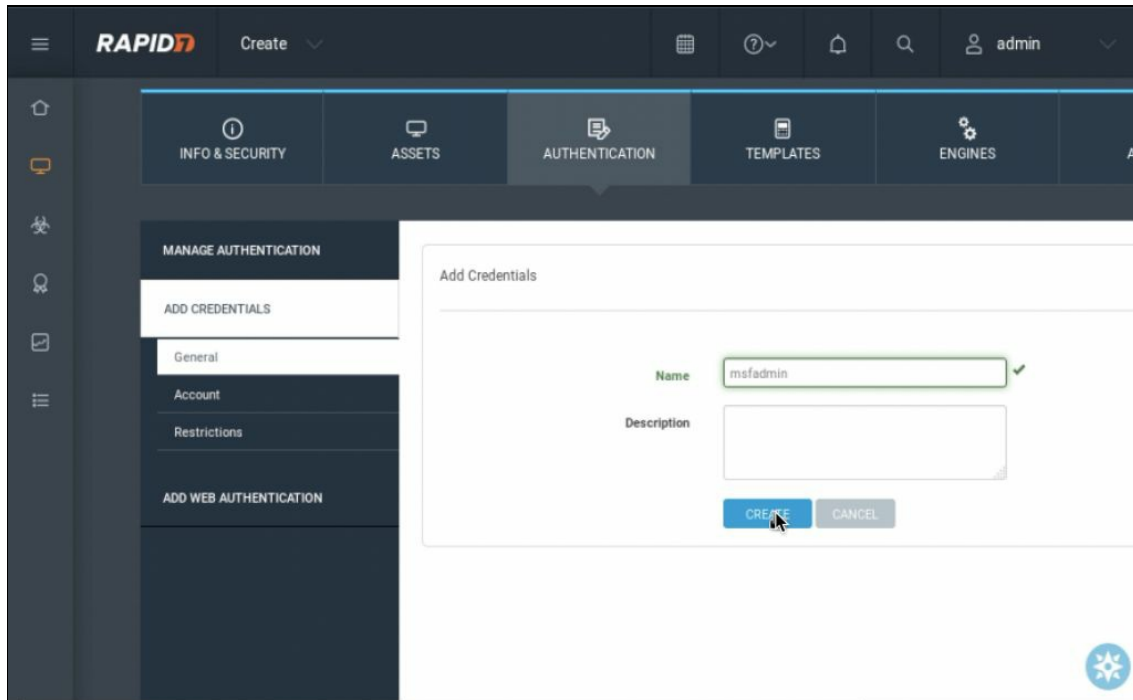 RAPID7 Create admin
INFO & SECURITY ASSETS AUTHENTICATION TEMPLATES ENGINES A
MANAGE AUTHENTICATION
ADD CREDENTIALS
General
Account
Restrictions
ADD WEB AUTHENTICATION
Add Credentials
Name msfadmin
Description
CREATE CANCEL